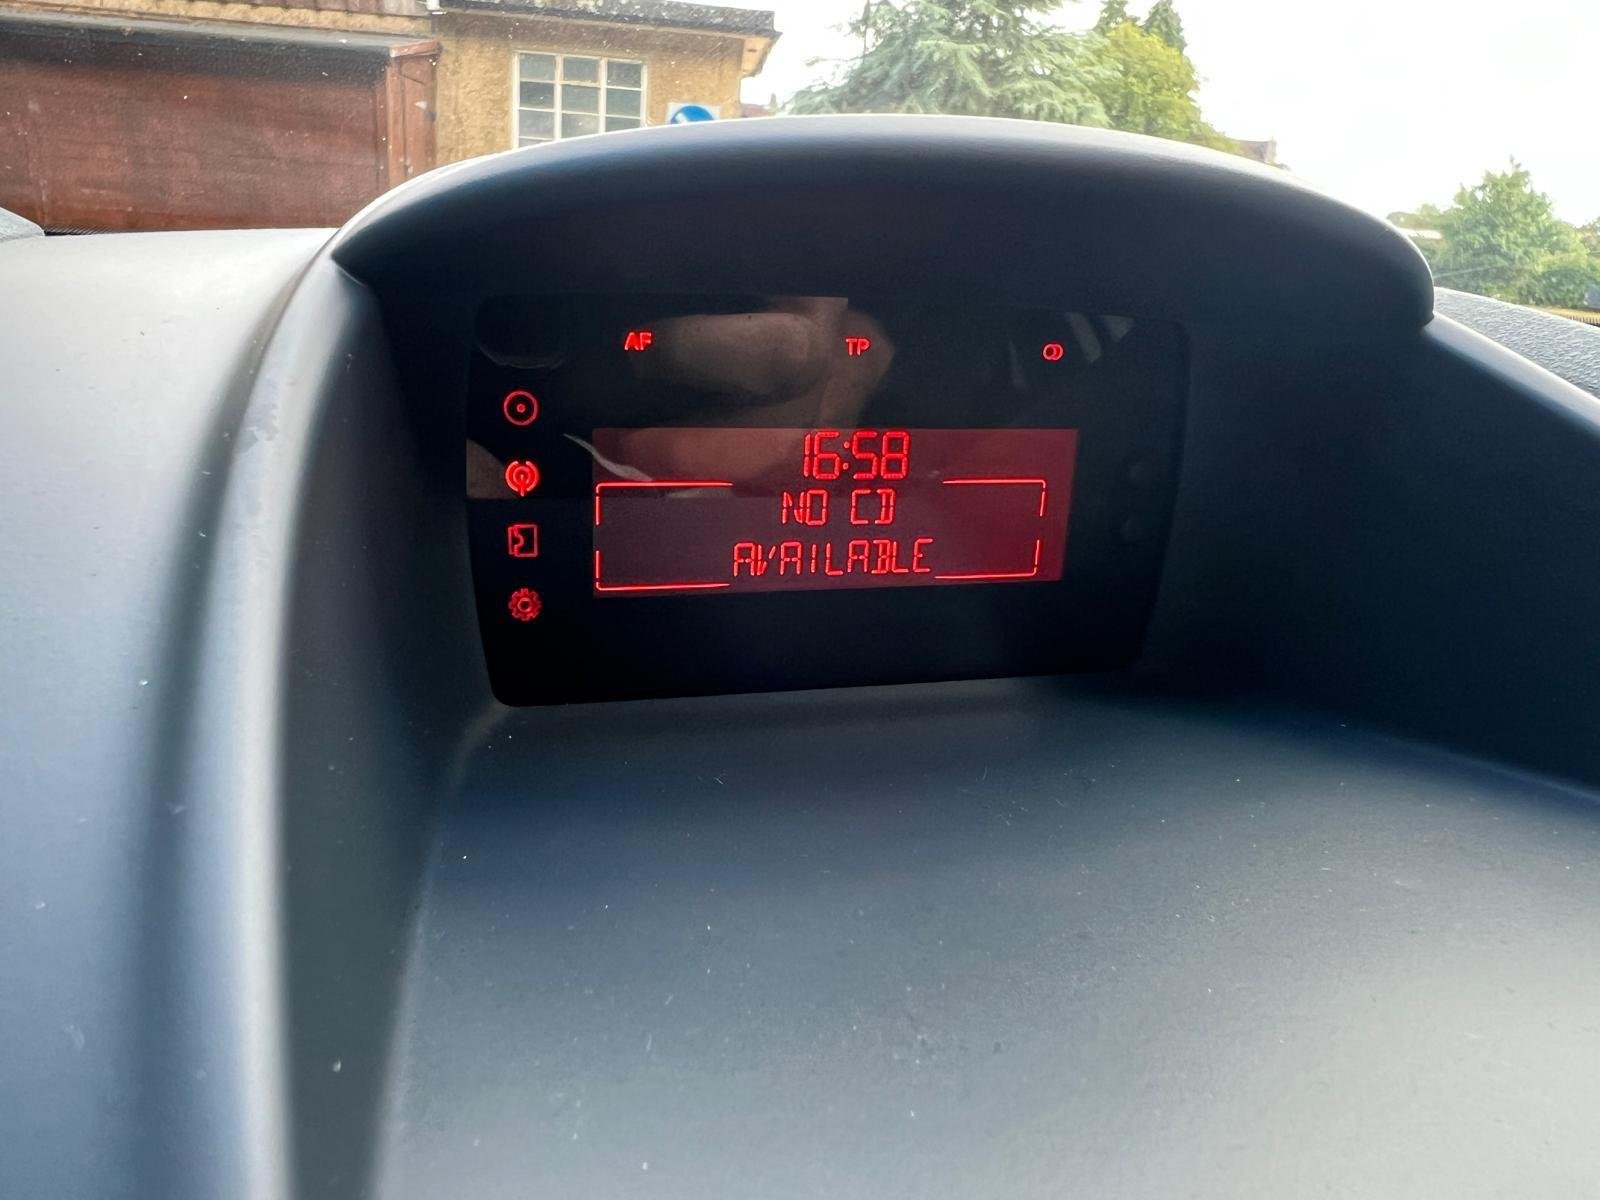 AF TP
16:58
NO CD
AVAILABLE